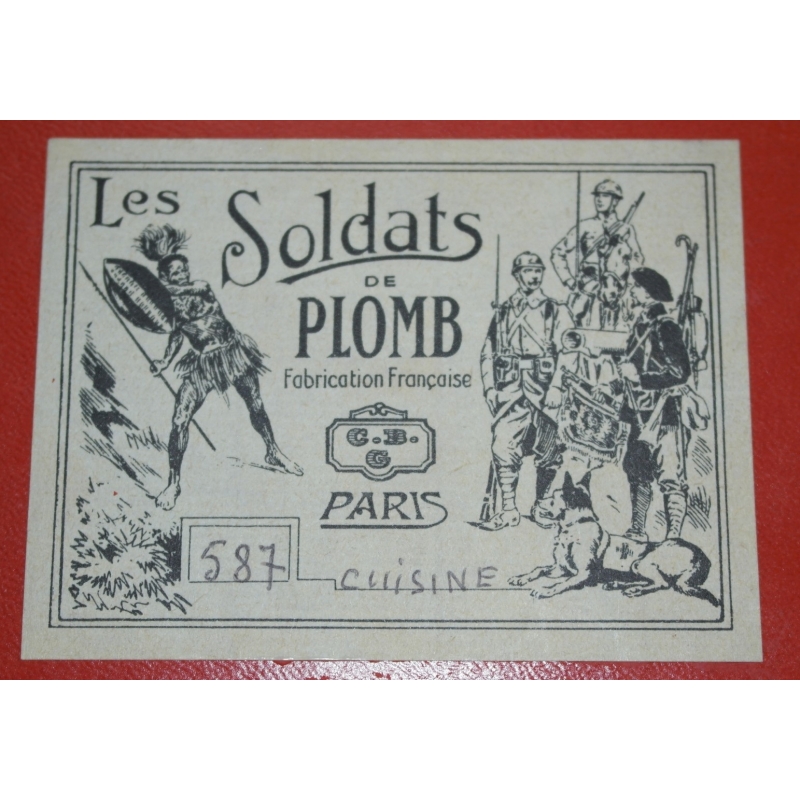 Les Soldats
DE
PLOMB
Fabrication Française
C.B.
G
PARIS
587 CUISINE